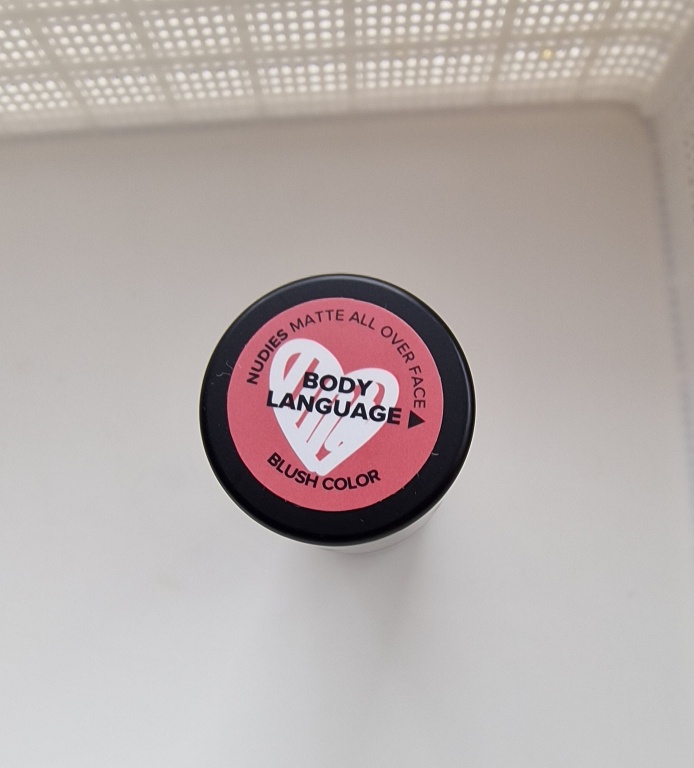 NUDIES MATTE ALL OVER FACE
BODY
LANGUAGE
BLUSH COLOR